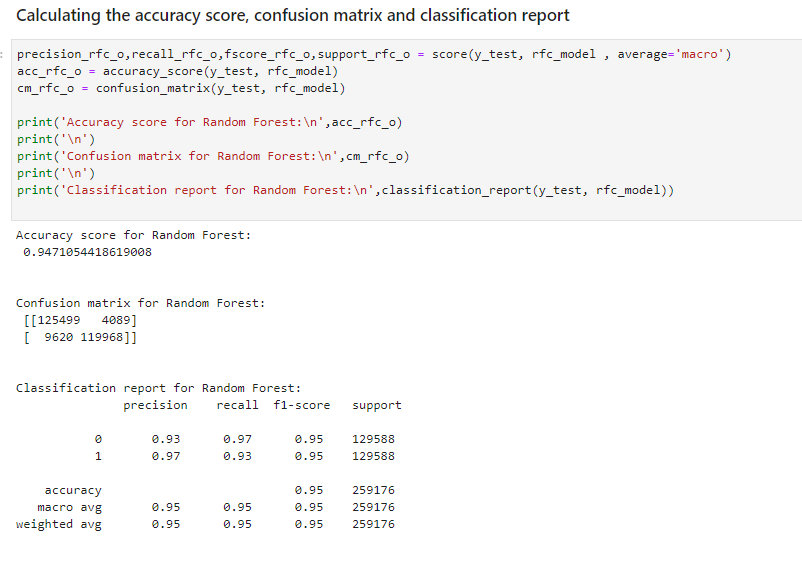 Calculating the accuracy score, confusion matrix and classification report
:
precision_rfc_o,recall_rfc_o,fscore_rfc_o,support_rfc_o = score(y_test, rfc_model , average='macro')
acc_rfc_o = accuracy_score(y_test, rfc_model)
cm_rfc_o = confusion_matrix(y_test, rfc_model)
print('Accuracy score for Random Forest:\n',acc_rfc_o)
print('\n')
print('Confusion matrix for Random Forest:\n',cm_rfc_o)
print('\n')
print('Classification report for Random Forest:\n',classification_report(y_test, rfc_model))
Accuracy score for Random Forest:
0.9471054418619008
Confusion matrix for Random Forest:
[[125499   4089]
[  9620 119968]]
Classification report for Random Forest:
precision    recall  f1-score   support
0       0.93      0.97      0.95    129588
1       0.97      0.93      0.95    129588
accuracy                           0.95    259176
macro avg       0.95      0.95      0.95    259176
weighted avg       0.95      0.95      0.95    259176